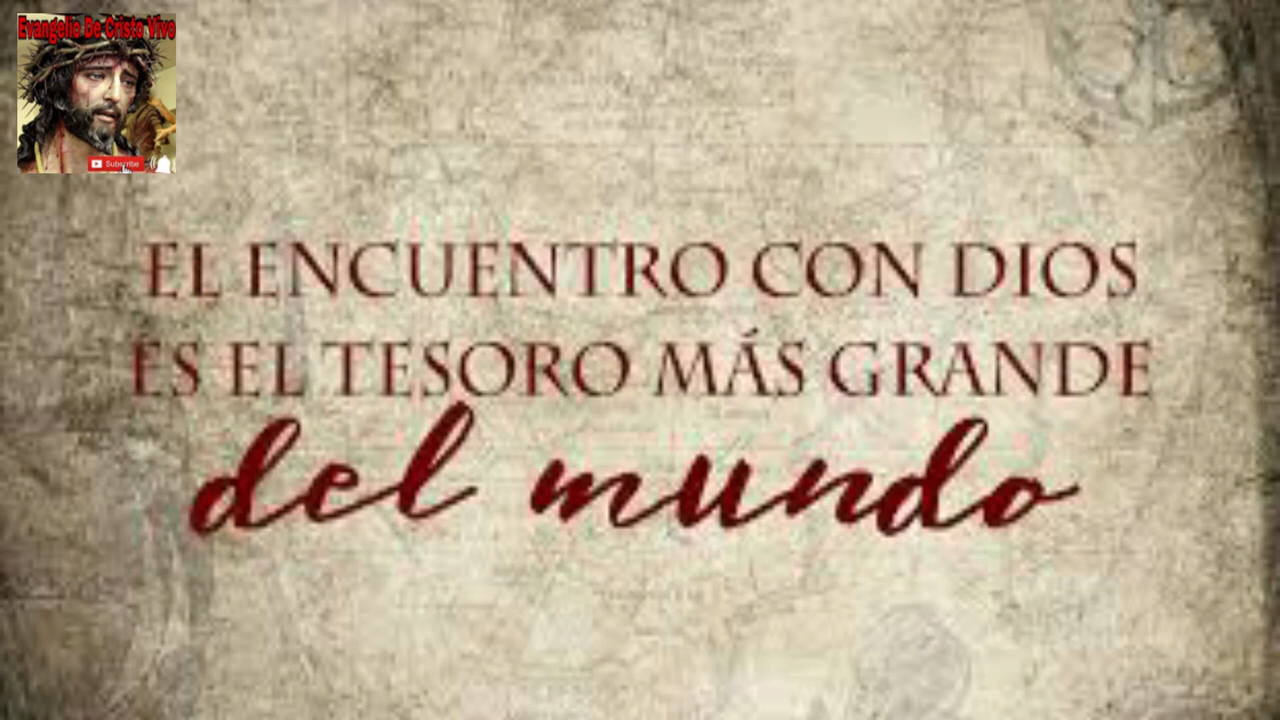 Evangelio De Cristo Vivo
Subscribe
EL ENCUENTRO CON DIOS
ES EL TESORO MÁS GRANDE
del mundo